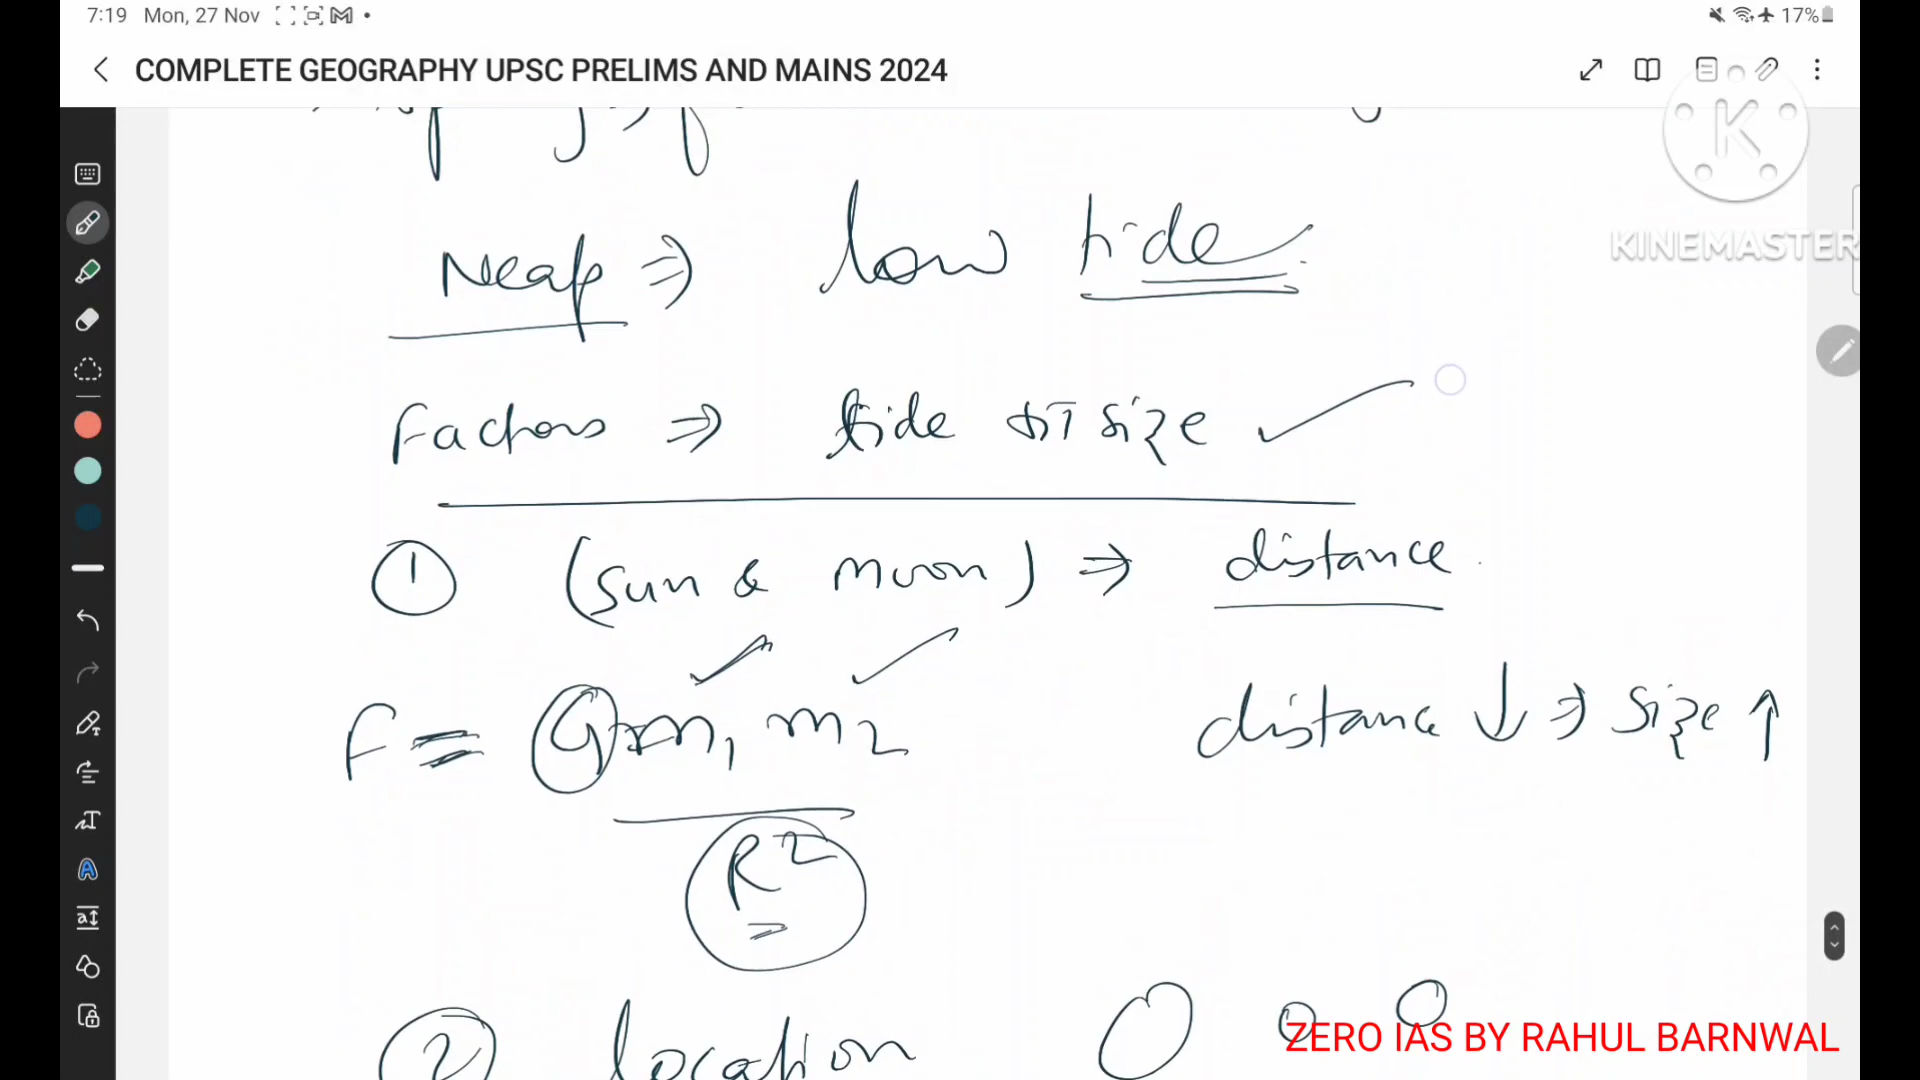 7:19 Mon, 27 Nov
17%
COMPLETE GEOGRAPHY UPSC PRELIMS AND MAINS 2024
KINEMASTER
Neap ⇒ low tide
Factors ⇒ tide की size ✓
① (sun & moon) ⇒ distance
F = Gm₁m₂
R²
distance ↓ ⇒ size ↑
② location
ZERO IAS BY RAHUL BARNWAL